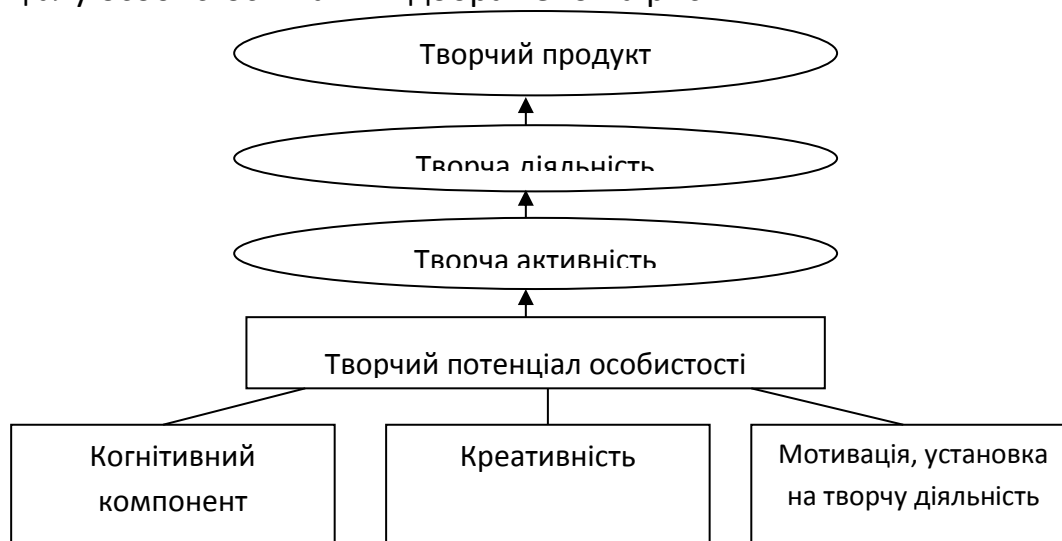 Творчий продукт
Творча діяльність
Творча активність
Творчий потенціал особистості
Когнітивний
компонент
Креативність
Мотивація, установка
на творчу діяльність